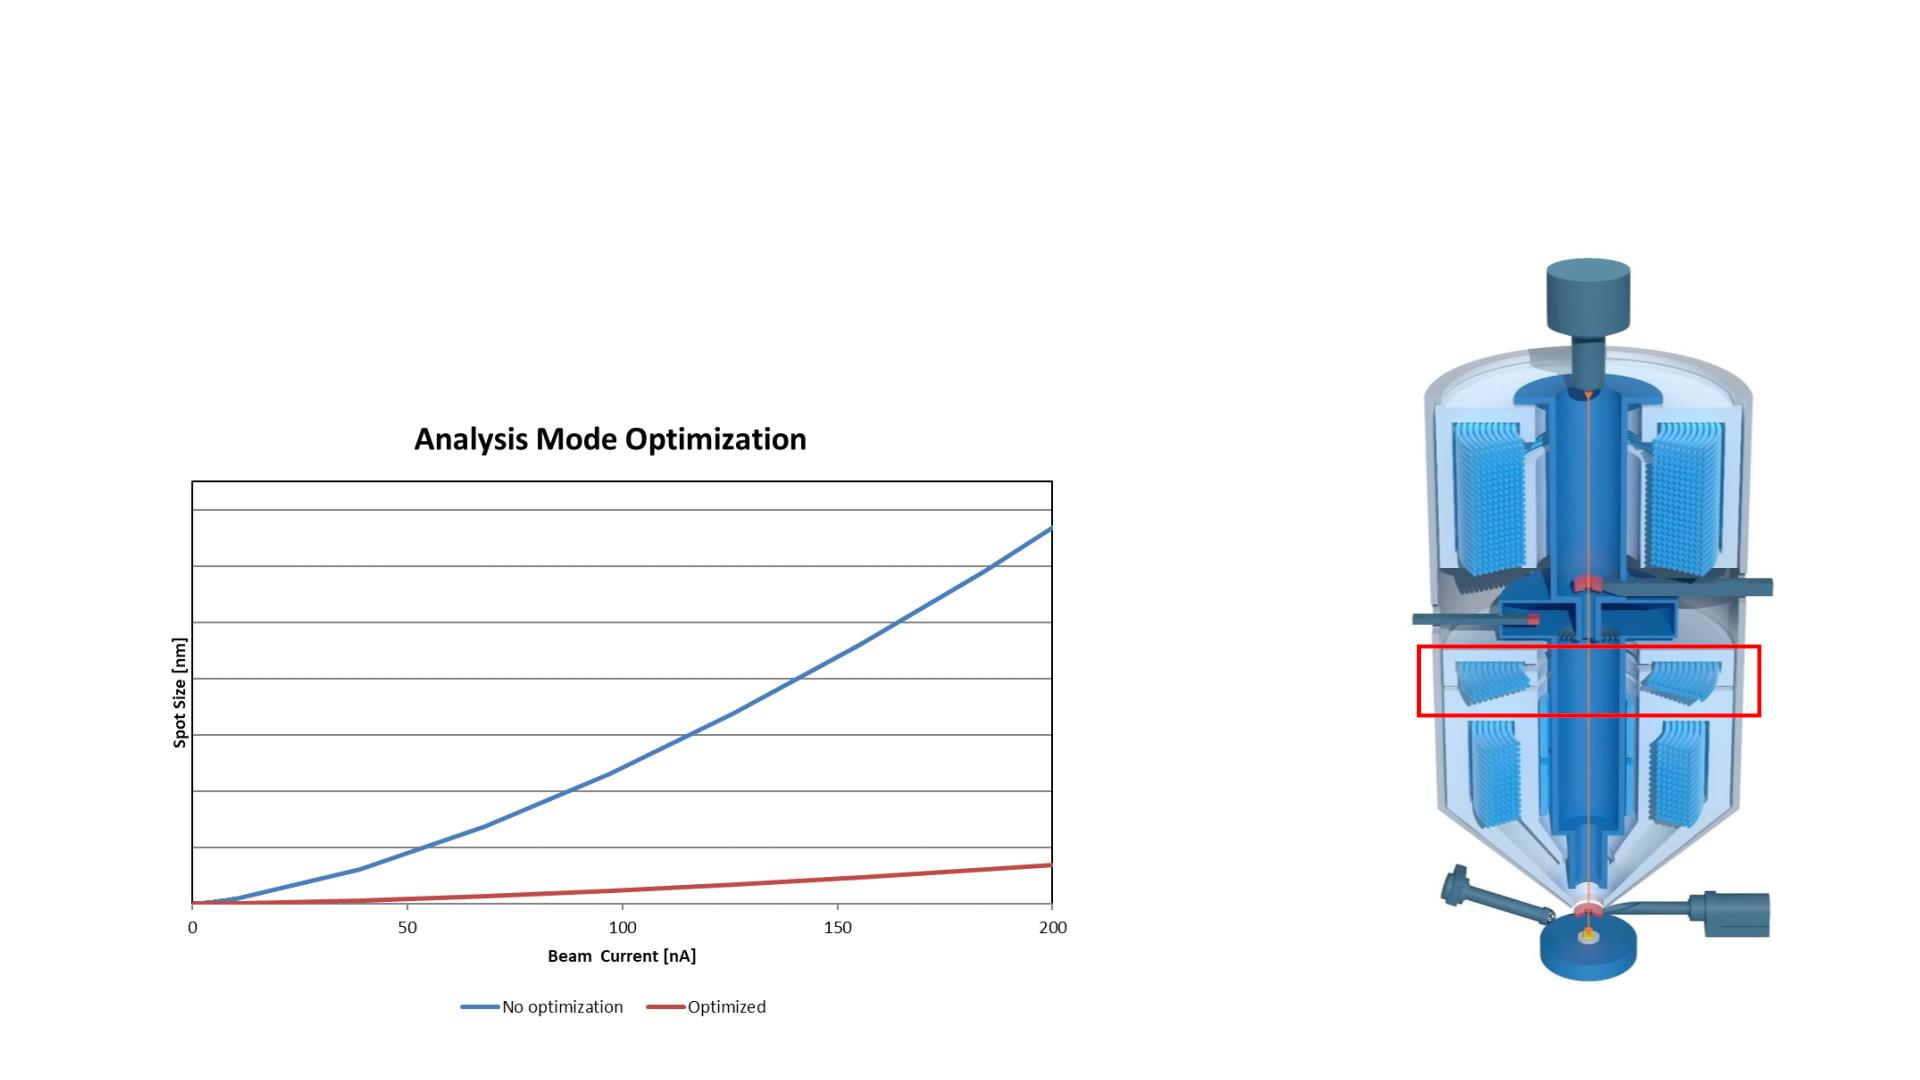 Analysis Mode Optimization
Spot Size [nm]
0 50 100 150 200
Beam Current [nA]
No optimization Optimized